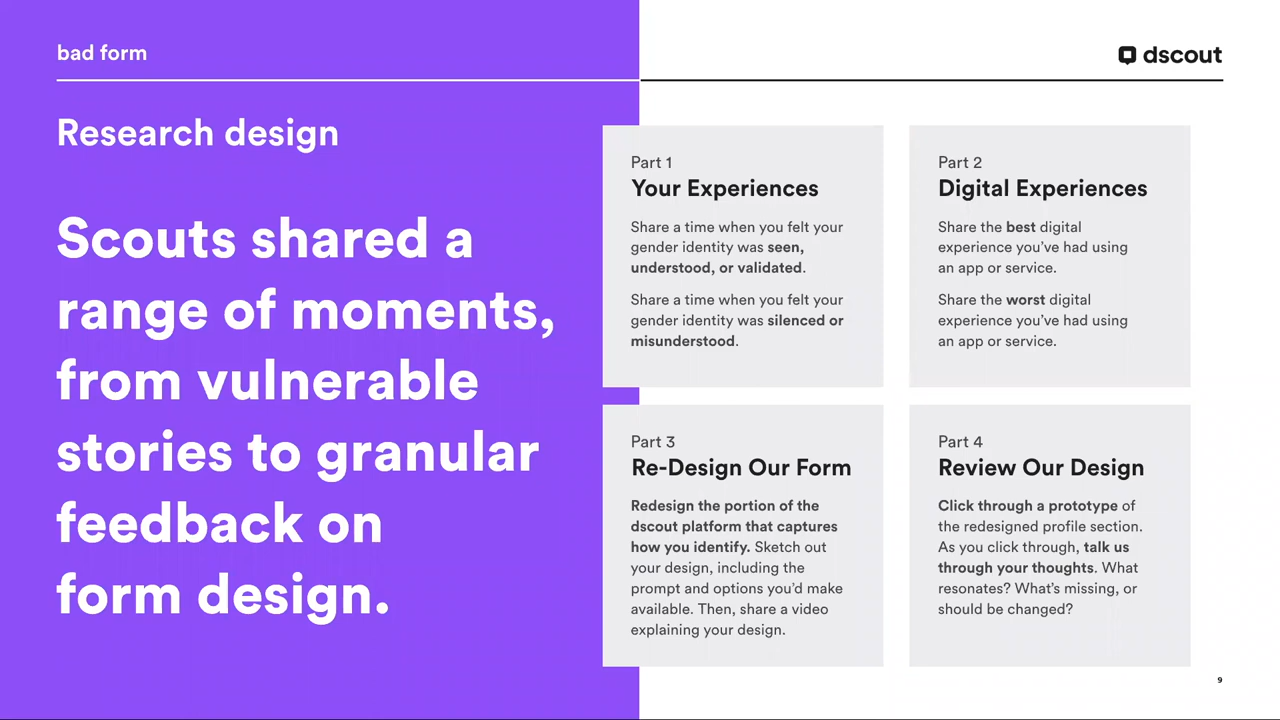 bad form
dscout
Research design
Scouts shared a
range of moments,
from vulnerable
stories to granular
feedback on
form design.
Part 1
Your Experiences
Share a time when you felt your
gender identity was seen,
understood, or validated.
Share a time when you felt your
gender identity was silenced or
misunderstood.
Part 2
Digital Experiences
Share the best digital
experience you’ve had using
an app or service.
Share the worst digital
experience you’ve had using
an app or service.
Part 3
Re-Design Our Form
Redesign the portion of the
dscout platform that captures
how you identify. Sketch out
your design, including the
prompt and options you’d make
available. Then, share a video
explaining your design.
Part 4
Review Our Design
Click through a prototype of
the redesigned profile section.
As you click through, talk us
through your thoughts. What
resonates? What’s missing, or
should be changed?
9